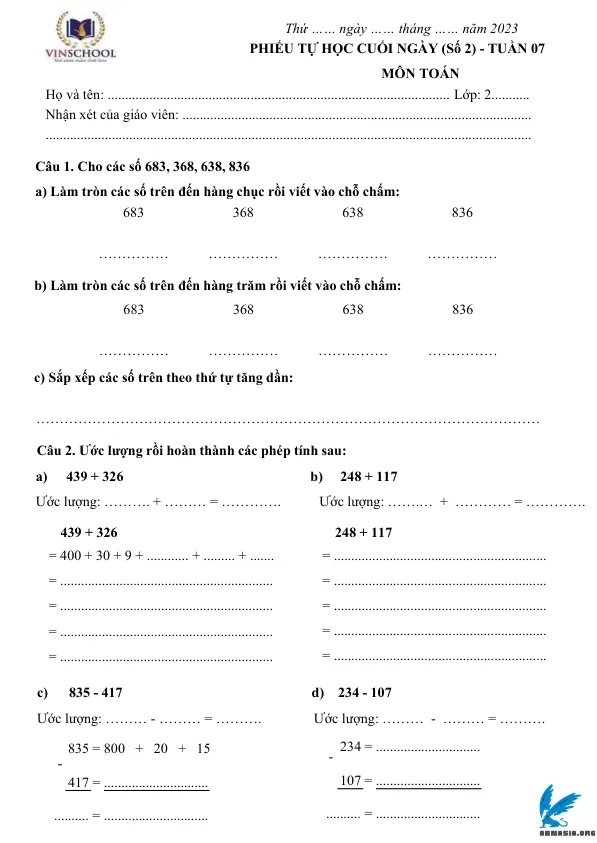 Thứ …… ngày …… tháng …… năm 2023
VINSCHOOL
PHIẾU TỰ HỌC CUỐI NGÀY (Số 2) - TUẦN 07
MÔN TOÁN
Họ và tên: .................................................................................................. Lớp: 2...........
Nhận xét của giáo viên: ....................................................................................................
............................................................................................................................................
Câu 1. Cho các số 683, 368, 638, 836
a) Làm tròn các số trên đến hàng chục rồi viết vào chỗ chấm:
683 368 638 836
…………… …………… …………… ……………
b) Làm tròn các số trên đến hàng trăm rồi viết vào chỗ chấm:
683 368 638 836
…………… …………… …………… ……………
c) Sắp xếp các số trên theo thứ tự tăng dần:
…………………………………………………………………………………………………
Câu 2. Ước lượng rồi hoàn thành các phép tính sau:
a) 439 + 326 b) 248 + 117
Ước lượng: ………. + ……… = …………. Ước lượng: ……….. + ………… = ………….
439 + 326 248 + 117
= 400 + 30 + 9 + ............ + ......... + ....... = .............................................................
= ............................................................. = .............................................................
= ............................................................. = .............................................................
= ............................................................. = .............................................................
= ............................................................. = .............................................................
c) 835 - 417 d) 234 - 107
Ước lượng: ……… - ……… = ………. Ước lượng: ……… - ……… = ……….
835 = 800 + 20 + 15 234 = ..............................
- -
417 = .............................. 107 = ..............................
.......... = .............................. .......... = ..............................
ABNASIA.ORG